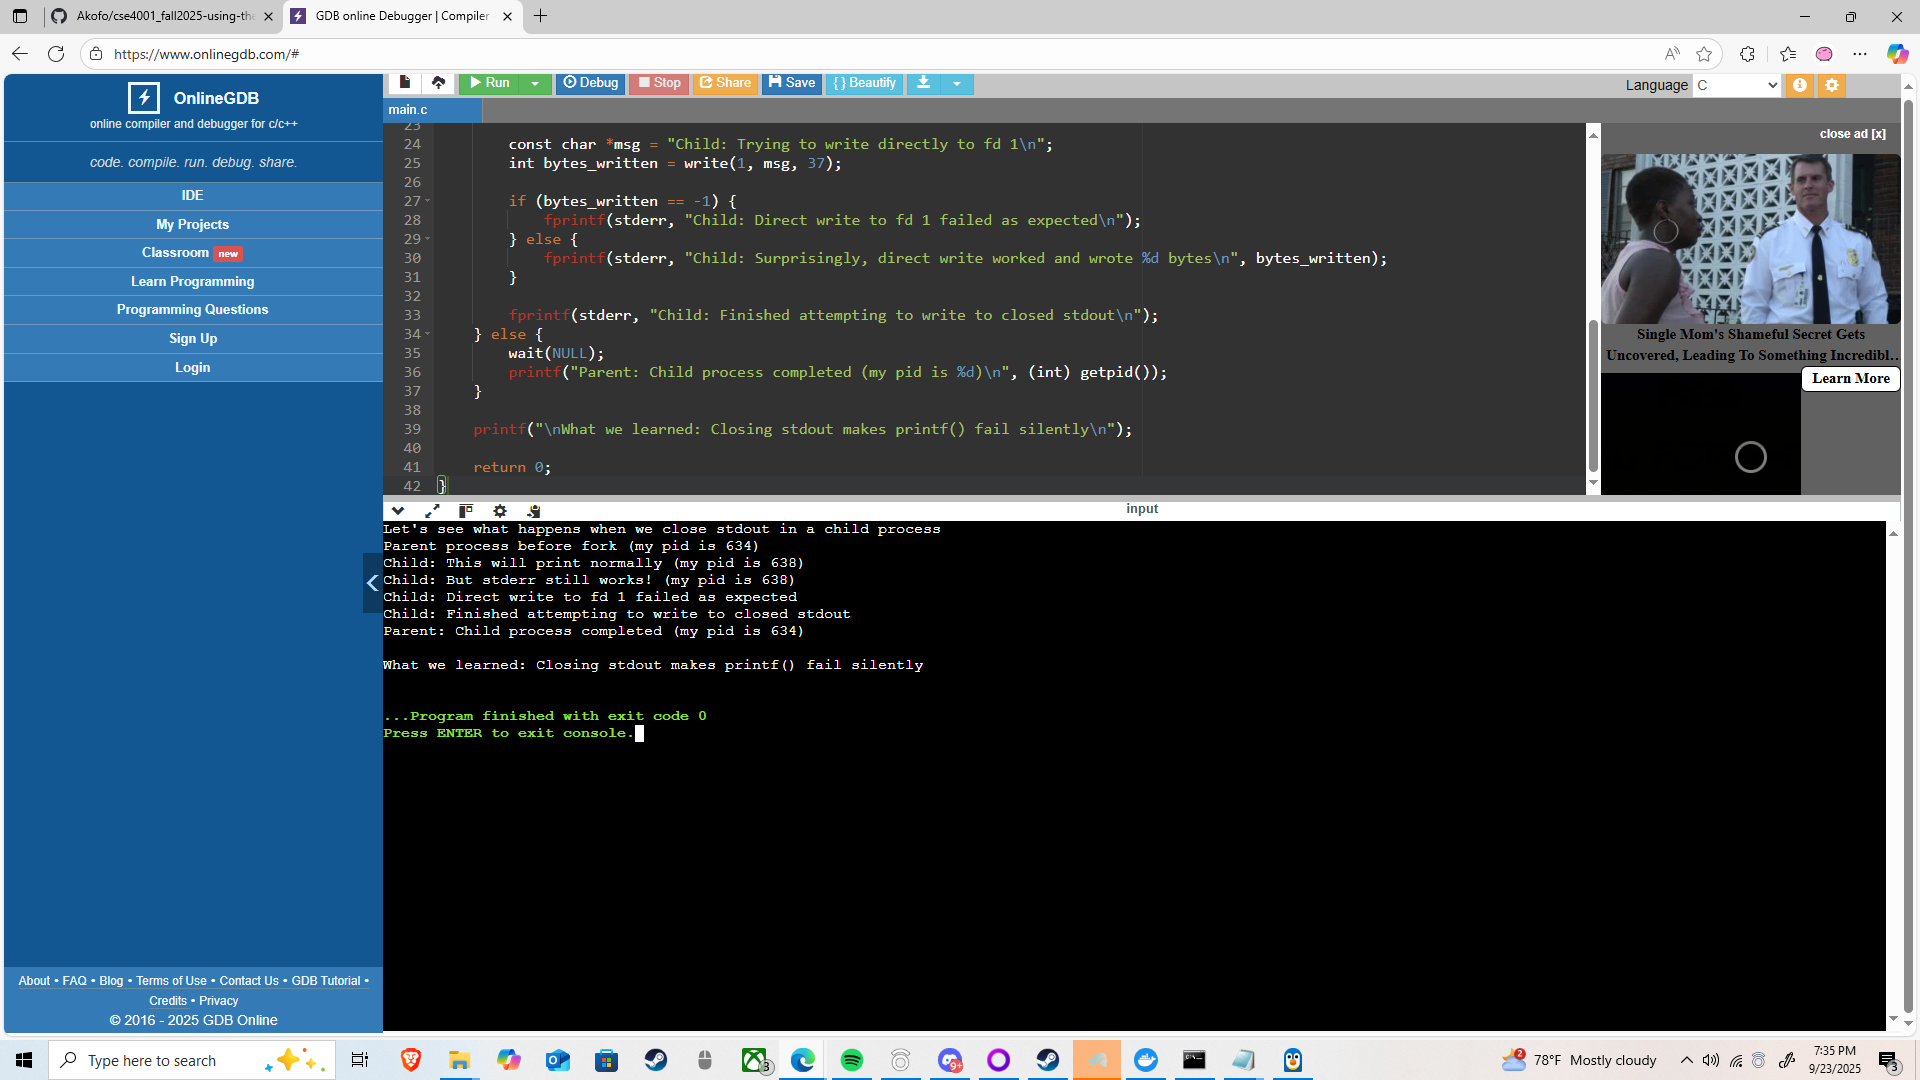 Akofo/cse4001_fall2025-using-the
GDB online Debugger | Compiler
https://www.onlinegdb.com/#
OnlineGDB
online compiler and debugger for c/c++
code. compile. run. debug. share.
IDE
My Projects
Classroom new
Learn Programming
Programming Questions
Sign Up
Login
About • FAQ • Blog • Terms of Use • Contact Us • GDB Tutorial •
Credits • Privacy
© 2016 - 2025 GDB Online
Run Debug Stop Share Save {} Beautify
Language C
main.c
23
24 const char *msg = "Child: Trying to write directly to fd 1\n";
25 int bytes_written = write(1, msg, 37);
26
27 if (bytes_written == -1) {
28 fprintf(stderr, "Child: Direct write to fd 1 failed as expected\n");
29 } else {
30 fprintf(stderr, "Child: Surprisingly, direct write worked and wrote %d bytes\n", bytes_written);
31 }
32
33 fprintf(stderr, "Child: Finished attempting to write to closed stdout\n");
34 } else {
35 wait(NULL);
36 printf("Parent: Child process completed (my pid is %d)\n", (int) getpid());
37 }
38
39 printf("\nWhat we learned: Closing stdout makes printf() fail silently\n");
40
41 return 0;
42 }
close ad [x]
Single Mom's Shameful Secret Gets
Uncovered, Leading To Something Incredibl...
Learn More
input
Let's see what happens when we close stdout in a child process
Parent process before fork (my pid is 634)
Child: This will print normally (my pid is 638)
Child: But stderr still works! (my pid is 638)
Child: Direct write to fd 1 failed as expected
Child: Finished attempting to write to closed stdout
Parent: Child process completed (my pid is 634)
What we learned: Closing stdout makes printf() fail silently
...Program finished with exit code 0
Press ENTER to exit console.
Type here to search
3
9+
2
78°F Mostly cloudy
7:35 PM
9/23/2025
3